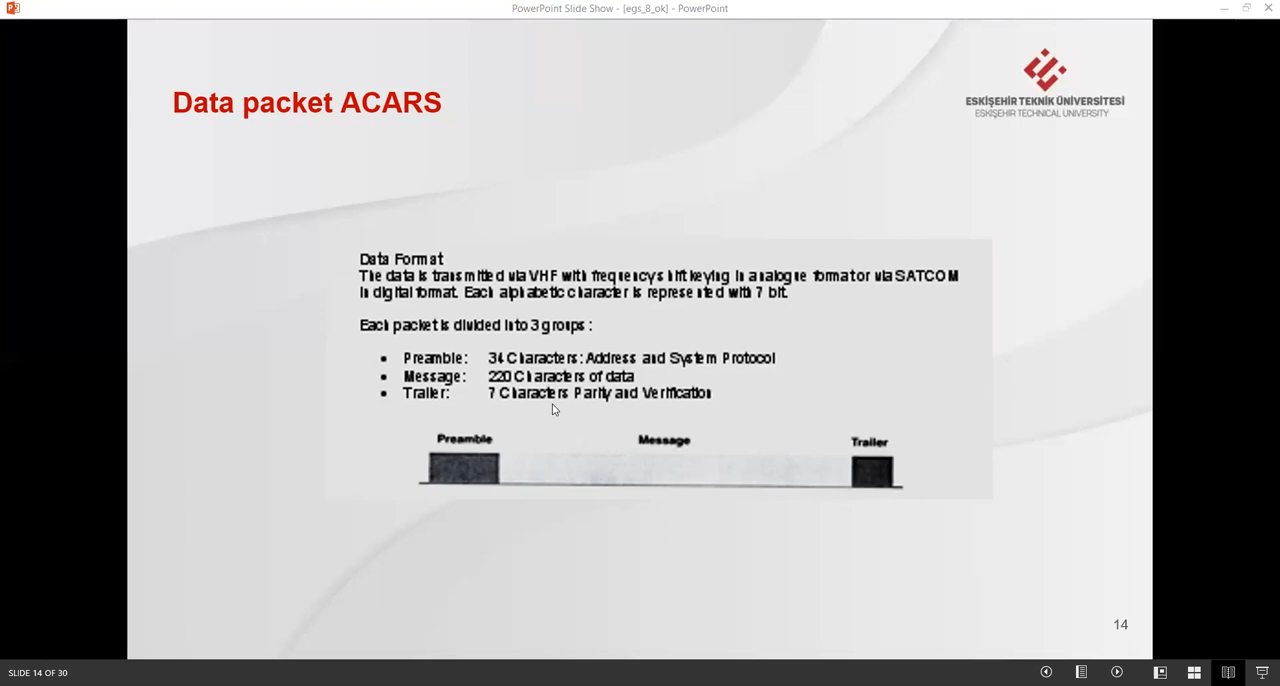 PowerPoint Slide Show - [egs_8_ok] - PowerPoint
Data packet ACARS
ESKİŞEHİR TEKNİK ÜNİVERSİTESİ
ESKİŞEHİR TECHNICAL UNIVERSITY
Data Format
The data is transmitted via VHF with frequency shift keying in analogue format or via SATCOM
in digital format. Each alphabetic character is represented with 7 bit.
Each packet is divided into 3 groups :
• Preamble: 34 Characters: Address and System Protocol
• Message: 220 Characters of data
• Trailer: 7 Characters Parity and Verification
Preamble Message Trailer
14
SLIDE 14 OF 30